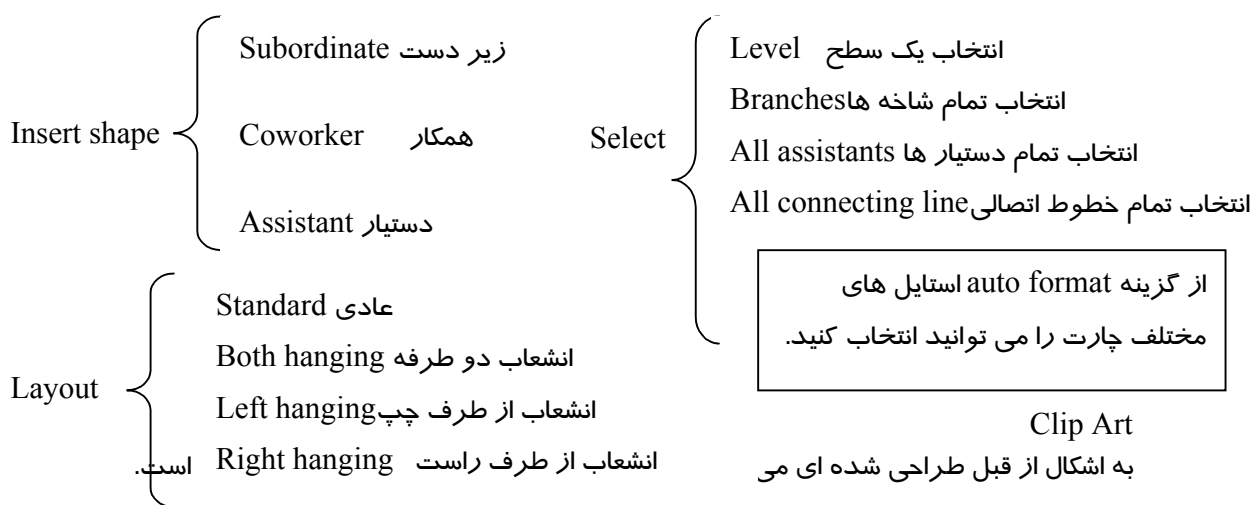 Insert shape
Subordinate زیر دست
Coworker همکار
Assistant دستیار
Select
Level انتخاب یک سطح
Branches انتخاب تمام شاخه ها
All assistants انتخاب تمام دستیار ها
All connecting line انتخاب تمام خطوط اتصالی
از گزینه auto format استایل های
مختلف چارت را می توانید انتخاب کنید.
Layout
Standard عادی
Both hanging انشعاب دو طرفه
Left hanging انشعاب از طرف چپ
Right hanging انشعاب از طرف راست
Clip Art
به اشکال از قبل طراحی شده ای می
است.